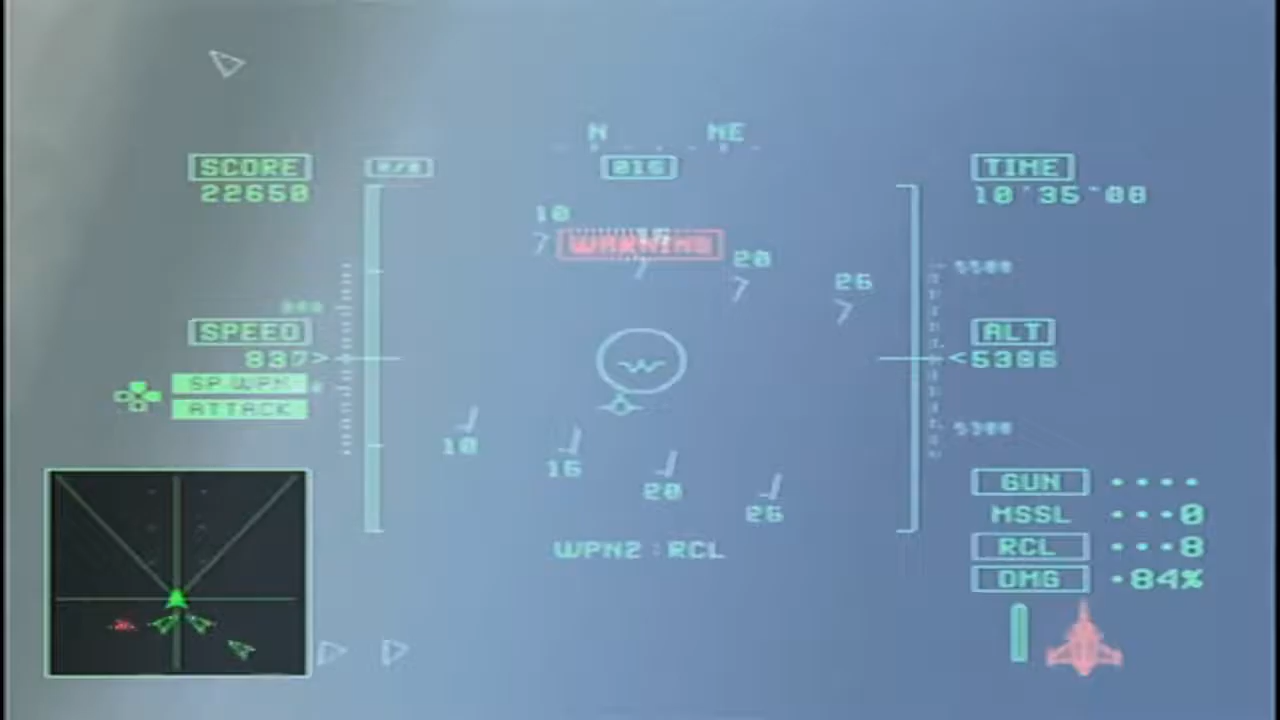 N NE
SCORE 016 TIME
22650 10'35"08
10
WARNING
20
25
5500
SPEED ALT
837> <5386
SP.WPN
ATTACK
5300
10
15
20
25
GUN
MSSL 0
WPN2:RCL
RCL 8
DMG 84%